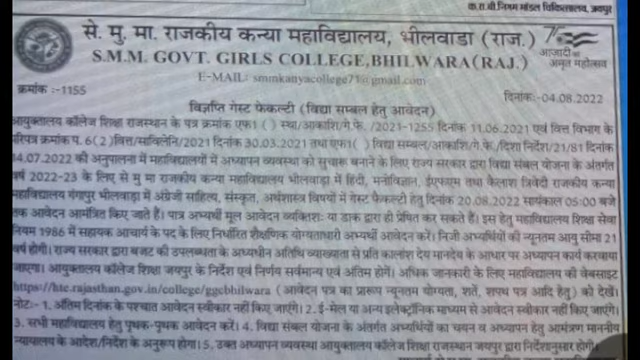 क.रा.बी.निगम मॉडल चिकित्सालय, जयपुर
से. मु. मा. राजकीय कन्या महाविद्यालय, भीलवाडा (राज.)
S.M.M. GOVT. GIRLS COLLEGE, BHILWARA(RAJ.)
आज़ादी का
अमृत महोत्सव
E-MAIL: smmkanyacollege71@gmail.com
क्रमांक :-1155
दिनांक:-04.08.2022
विज्ञप्ति गेस्ट फेकल्टी (विद्या सम्बल हेतु आवेदन)
आयुक्तालय कॉलेज शिक्षा राजस्थान के पत्र क्रमांक एफ1 ( ) स्था/आकाशि/गे.फे. /2021-1255 दिनांक 11.06.2021 एवं वित्त विभाग के
परिपत्र क्रमांक प. 6(2) वित्त/साविलेनि/2021 दिनांक 30.03.2021 तथा एफ1( ) विद्या सम्बल/आकाशि/दिशा निर्देश/21/81 दिनांक
14.07.2022 की अनुपालना में महाविद्यालयों में अध्यापन व्यवस्था को सुचारू बनाने के लिए राज्य सरकार द्वारा विद्या संबल योजना के अंतर्गत
वर्ष 2022-23 के लिए से मु मा राजकीय कन्या महाविद्यालय भीलवाडा में हिंदी, मनोविज्ञान, ईएफएम तथा कैलाश त्रिवेदी राजकीय कन्या
महाविद्यालय गंगापुर भीलवाडा में अंग्रेजी साहित्य, संस्कृत, अर्थशास्त्र विषयों में गेस्ट फैकल्टी हेतु दिनांक 20.08.2022 सायंकाल 05:00 बजे
तक आवेदन आमंत्रित किए जाते हैं। पात्र अभ्यर्थी मूल आवेदन व्यक्तिशः या डाक द्वारा ही प्रेषित कर सकते हैं। इस हेतु महाविद्यालय शिक्षा सेवा
नियम 1986 में सहायक आचार्य के पद के लिए निर्धारित शैक्षणिक योग्यताधारी अभ्यर्थी आवेदन करें। निजी अभ्यर्थियों की न्यूनतम आयु सीमा 21
वर्ष होगी। राज्य सरकार द्वारा बजट की उपलब्धता के अध्यधीन अतिथि व्याख्याता से प्रति कालांश देय मानदेय के आधार पर अध्यापन कार्य करवाया
जाएगा। आयुक्तालय कॉलेज शिक्षा जयपुर के निर्देश एवं निर्णय सर्वमान्य एवं अंतिम होंगे। अधिक जानकारी के लिए महाविद्यालय की वेबसाइट
https://hte.rajasthan.gov.in/college/ggcbhilwara (आवेदन पत्र का प्रारूप न्यूनतम योग्यता, शर्तें, शपथ पत्र आदि हेतु) को देखें।
नोटः- 1. अंतिम दिनांक के पश्चात आवेदन स्वीकार नहीं किए जाएंगे। 2.ई-मेल या अन्य इलेक्ट्रॉनिक माध्यम से आवेदन स्वीकार नहीं किए जाएंगे।
3. सभी महाविद्यालय हेतु पृथक-पृथक आवेदन करें। 4. विद्या संबल योजना के अंतर्गत अभ्यर्थियों का चयन व अध्यापन हेतु आमंत्रण माननीय
न्यायालय के आदेश/निर्देश के अनुरूप होगा। 5. उक्त अध्यापन व्यवस्था आयुक्तालय कॉलेज शिक्षा राजस्थान जयपुर द्वारा दिशानिर्देशानुसार होगी।